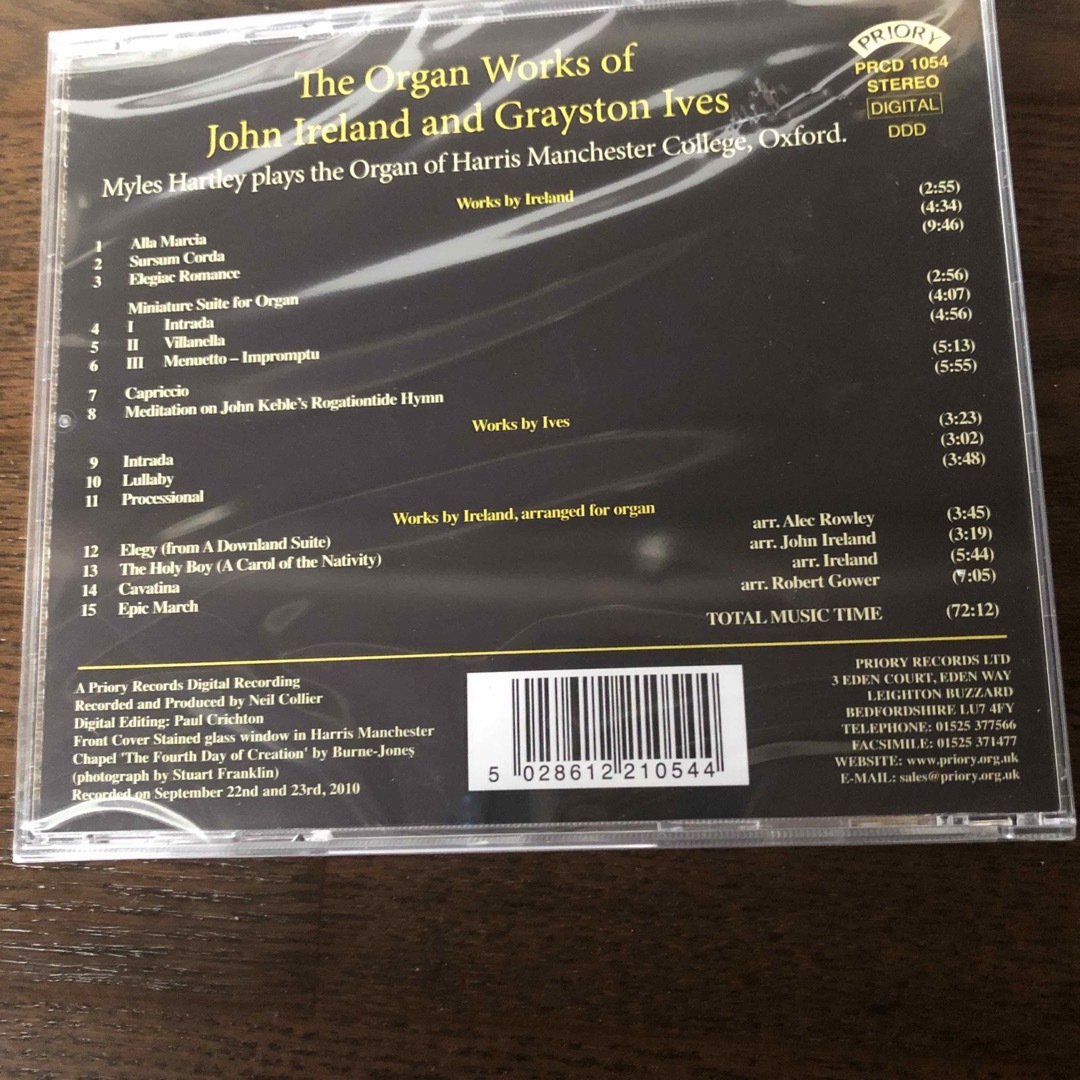 The Organ Works of
John Ireland and Grayston Ives
Myles Hartley plays the Organ of Harris Manchester College, Oxford.
PRIORY
PRCD 1054
STEREO
DIGITAL
DDD
Works by Ireland
1 Alla Marcia (2:55)
2 Sursum Corda (4:34)
3 Elegiac Romance (9:46)
Miniature Suite for Organ
4 I Intrada (2:56)
5 II Villanella (4:07)
6 III Menuetto – Impromptu (4:56)
7 Capriccio (5:13)
8 Meditation on John Keble's Rogationtide Hymn (5:55)
Works by Ives
9 Intrada (3:23)
10 Lullaby (3:02)
11 Processional (3:48)
Works by Ireland, arranged for organ
12 Elegy (from A Downland Suite) arr. Alec Rowley (3:45)
13 The Holy Boy (A Carol of the Nativity) arr. John Ireland (3:19)
14 Cavatina arr. Ireland (5:44)
15 Epic March arr. Robert Gower (7:05)
TOTAL MUSIC TIME (72:12)
A Priory Records Digital Recording
Recorded and Produced by Neil Collier
Digital Editing: Paul Crichton
Front Cover Stained glass window in Harris Manchester
Chapel 'The Fourth Day of Creation' by Burne-Jones
(photograph by Stuart Franklin)
Recorded on September 22nd and 23rd, 2010
5 028612 210544
PRIORY RECORDS LTD
3 EDEN COURT, EDEN WAY
LEIGHTON BUZZARD
BEDFORDSHIRE LU7 4FY
TELEPHONE: 01525 377566
FACSIMILE: 01525 371477
WEBSITE: www.priory.org.uk
E-MAIL: sales@priory.org.uk